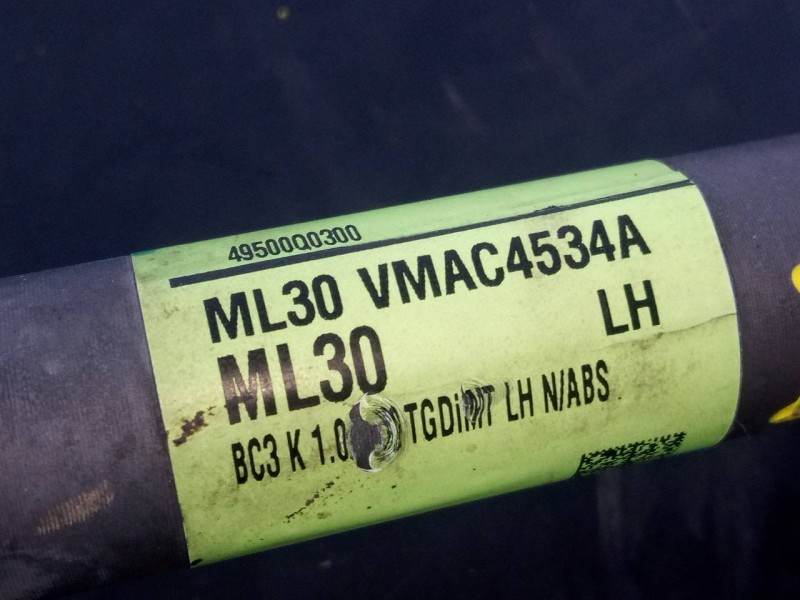 49500Q0300
ML30 VMAC4534A
ML30 LH
BC3 K 1.0 TGDiMT LH N/ABS